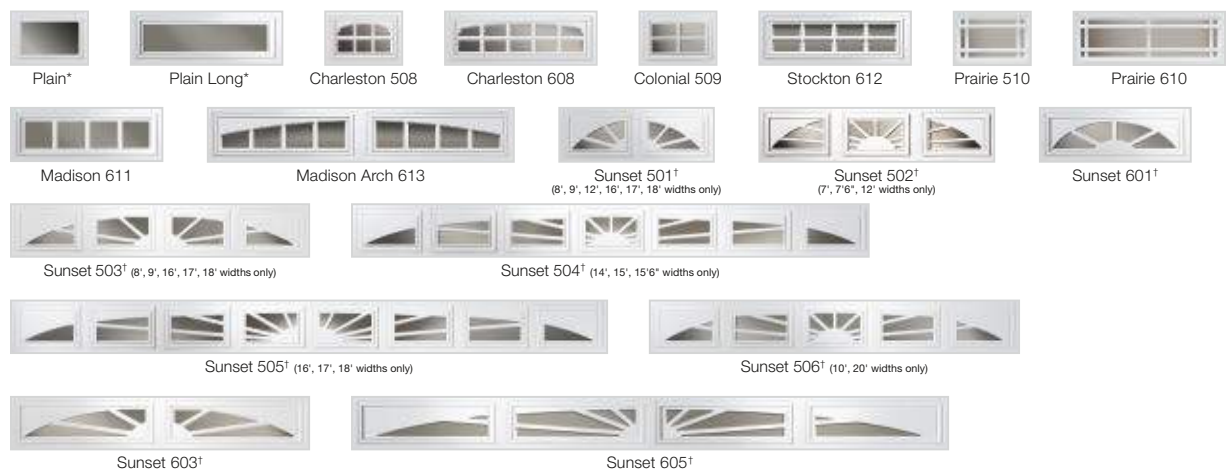 Plain*
Plain Long*
Charleston 508
Charleston 608
Colonial 509
Stockton 612
Prairie 510
Prairie 610
Madison 611
Madison Arch 613
Sunset 501†
(8', 9', 12', 16', 17', 18' widths only)
Sunset 502†
(7', 7'6", 12' widths only)
Sunset 601†
Sunset 503† (8', 9', 16', 17', 18' widths only)
Sunset 504† (14', 15', 15'6" widths only)
Sunset 505† (16', 17', 18' widths only)
Sunset 506† (10', 20' widths only)
Sunset 603†
Sunset 605†